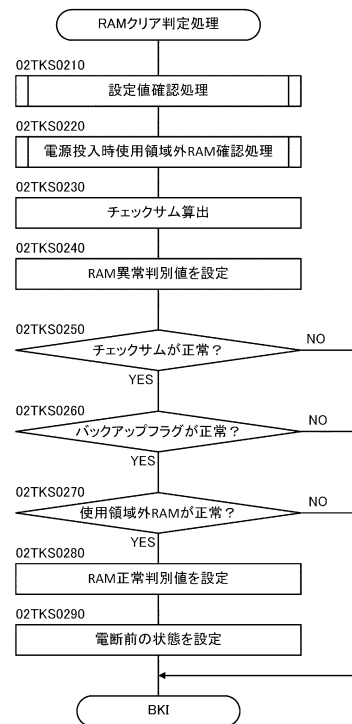 RAMクリア判定処理
02TKS0210
設定値確認処理
02TKS0220
電源投入時使用領域外RAM確認処理
02TKS0230
チェックサム算出
02TKS0240
RAM異常判別値を設定
02TKS0250
チェックサムが正常？
NO
YES
02TKS0260
バックアップフラグが正常？
NO
YES
02TKS0270
使用領域外RAMが正常？
NO
YES
02TKS0280
RAM正常判別値を設定
02TKS0290
電断前の状態を設定
BKI